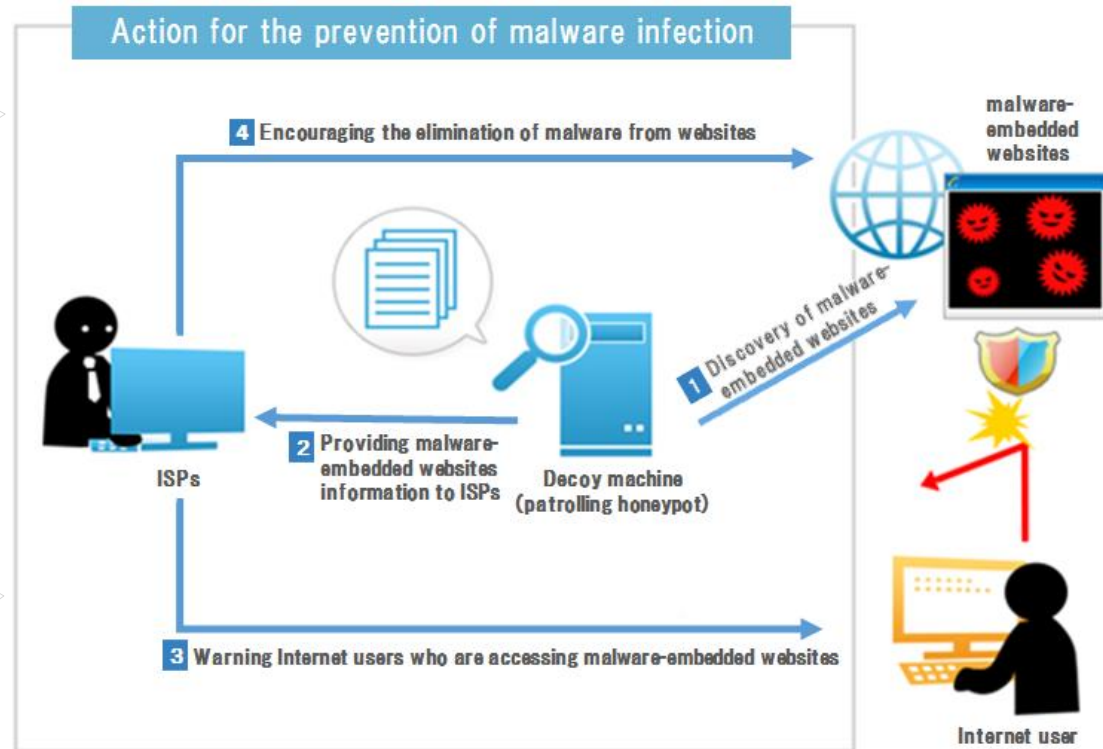 Action for the prevention of malware infection
malware-
embedded
websites
4 Encouraging the elimination of malware from websites
1 Discovery of malware-
embedded websites
2 Providing malware-
embedded websites
information to ISPs
ISPs
Decoy machine
(patrolling honeypot)
3 Warning Internet users who are accessing malware-embedded websites
Internet user